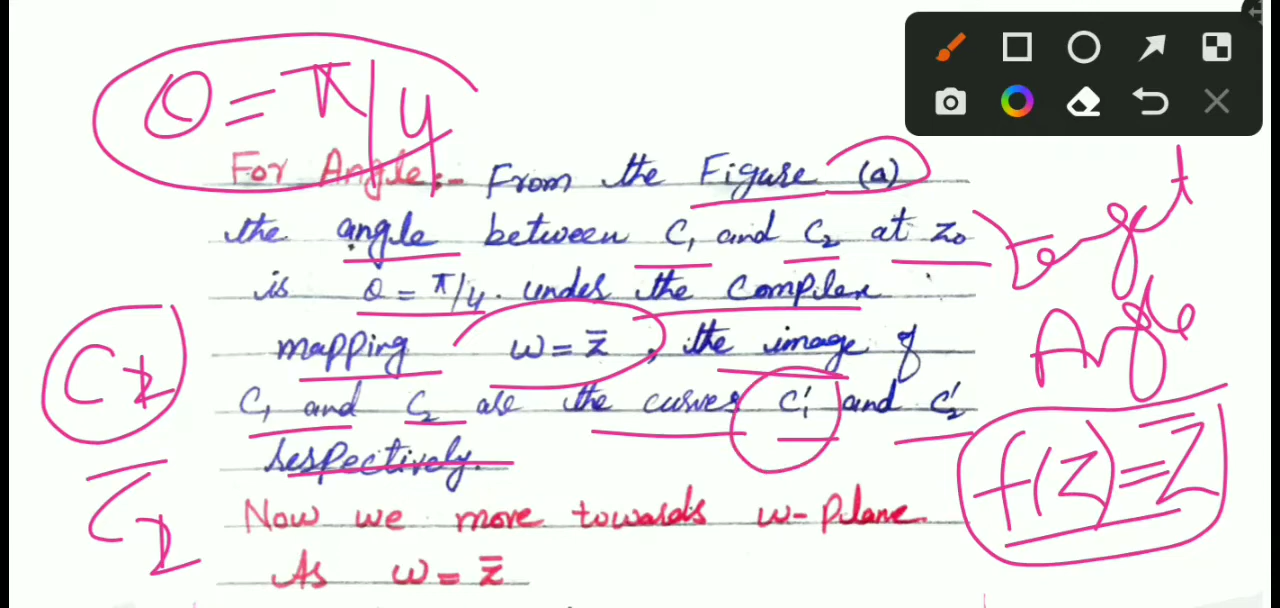 θ = π/4
For Angle:- From the Figure (a)
the angle between C₁ and C₂ at z₀
is θ = π/4. under the Complex
mapping w = z̅, the image of
C₁ and C₂ are the curves C₁' and C₂'
respectively.
Now we move towards w-Plane.
As w = z̅
Target
Angle
f(z) = z̅